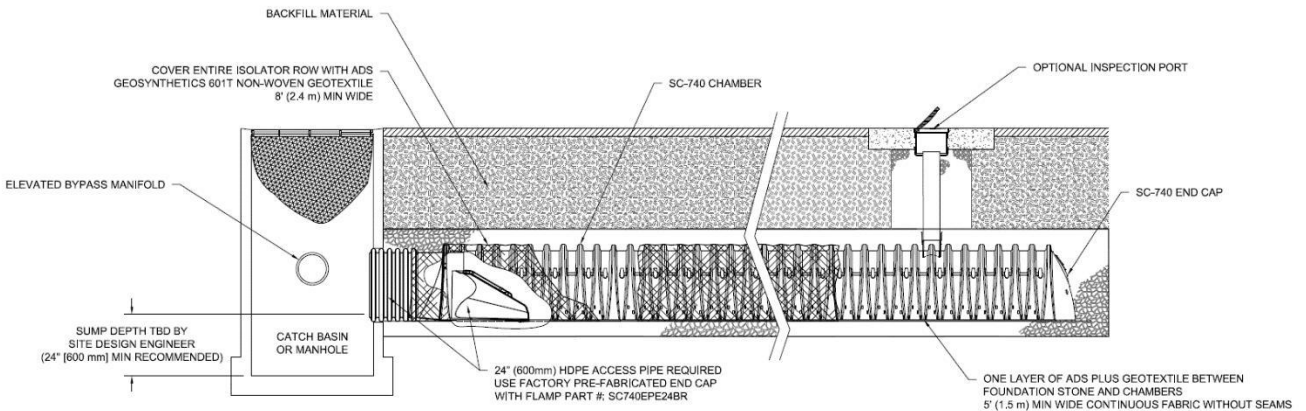 BACKFILL MATERIAL
COVER ENTIRE ISOLATOR ROW WITH ADS
GEOSYNTHETICS 601T NON-WOVEN GEOTEXTILE
8' (2.4 m) MIN WIDE
SC-740 CHAMBER
OPTIONAL INSPECTION PORT
ELEVATED BYPASS MANIFOLD
SC-740 END CAP
SUMP DEPTH TBD BY
SITE DESIGN ENGINEER
(24" [600 mm] MIN RECOMMENDED)
CATCH BASIN
OR MANHOLE
24" (600mm) HDPE ACCESS PIPE REQUIRED
USE FACTORY PRE-FABRICATED END CAP
WITH FLAMP PART #: SC740EPE24BR
ONE LAYER OF ADS PLUS GEOTEXTILE BETWEEN
FOUNDATION STONE AND CHAMBERS
5' (1.5 m) MIN WIDE CONTINUOUS FABRIC WITHOUT SEAMS